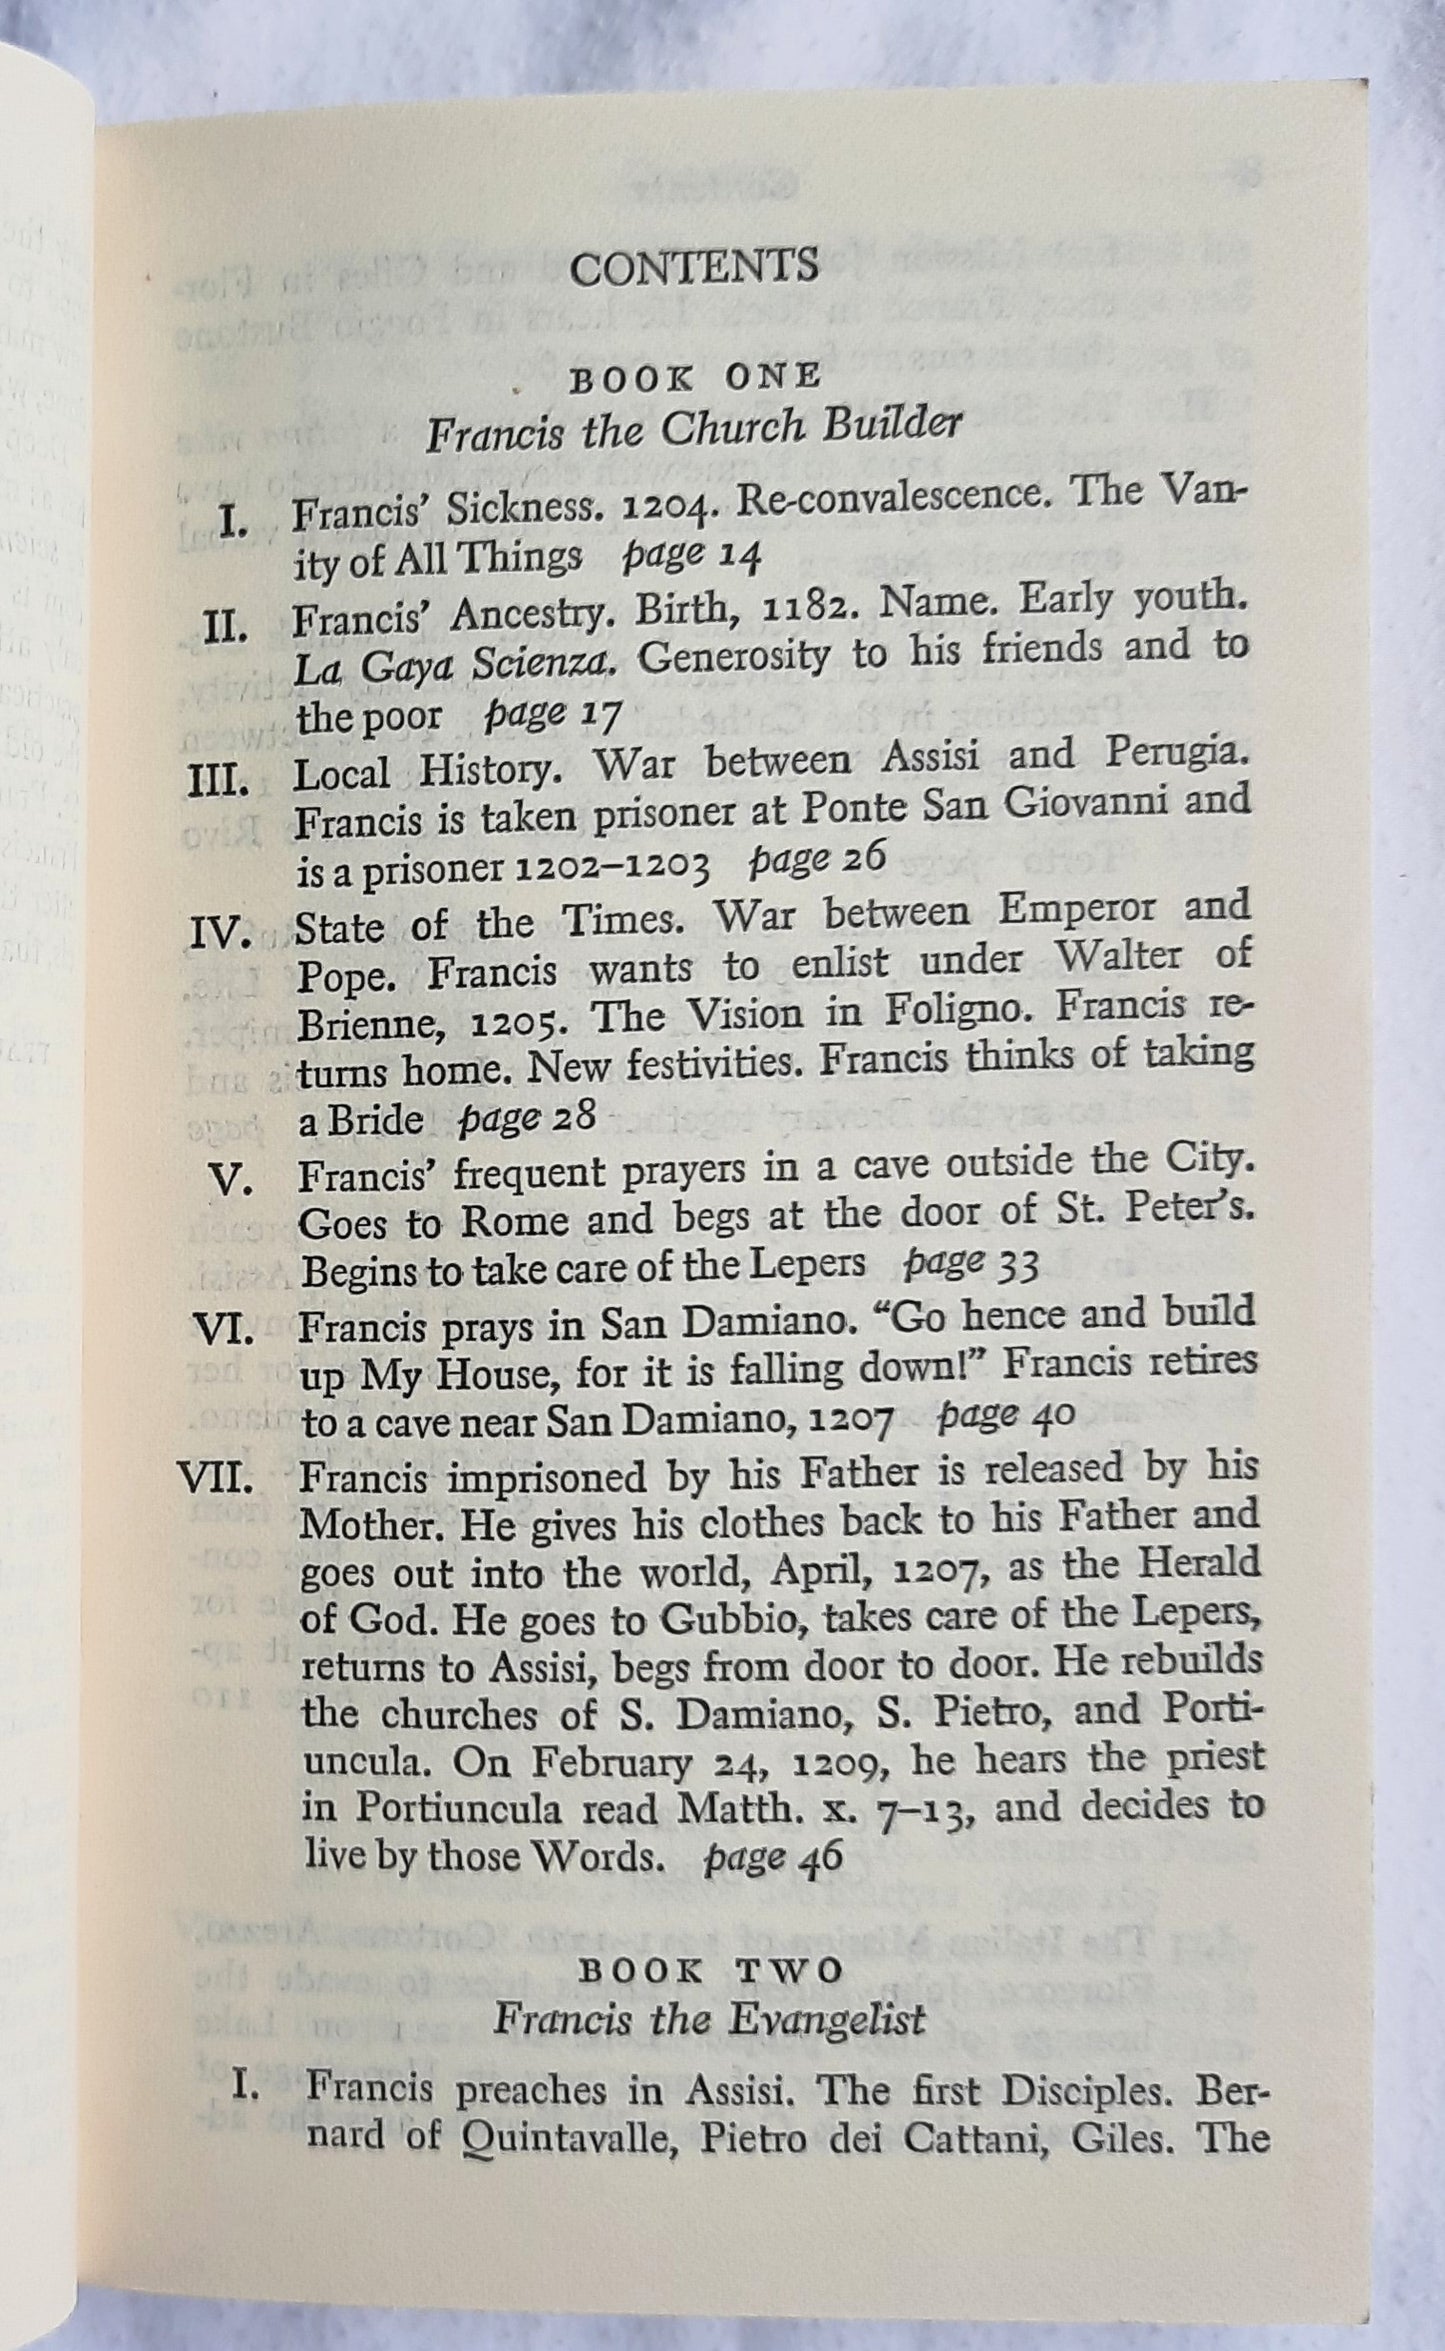 CONTENTS
BOOK ONE
Francis the Church Builder
I. Francis' Sickness. 1204. Re-convalescence. The Van-
ity of All Things page 14
II. Francis' Ancestry. Birth, 1182. Name. Early youth.
La Gaya Scienza. Generosity to his friends and to
the poor page 17
III. Local History. War between Assisi and Perugia.
Francis is taken prisoner at Ponte San Giovanni and
is a prisoner 1202–1203 page 26
IV. State of the Times. War between Emperor and
Pope. Francis wants to enlist under Walter of
Brienne, 1205. The Vision in Foligno. Francis re-
turns home. New festivities. Francis thinks of taking
a Bride page 28
V. Francis' frequent prayers in a cave outside the City.
Goes to Rome and begs at the door of St. Peter's.
Begins to take care of the Lepers page 33
VI. Francis prays in San Damiano. “Go hence and build
up My House, for it is falling down!” Francis retires
to a cave near San Damiano, 1207 page 40
VII. Francis imprisoned by his Father is released by his
Mother. He gives his clothes back to his Father and
goes out into the world, April, 1207, as the Herald
of God. He goes to Gubbio, takes care of the Lepers,
returns to Assisi, begs from door to door. He rebuilds
the churches of S. Damiano, S. Pietro, and Porti-
uncula. On February 24, 1209, he hears the priest
in Portiuncula read Matth. x. 7–13, and decides to
live by those Words. page 46
BOOK TWO
Francis the Evangelist
I. Francis preaches in Assisi. The first Disciples. Ber-
nard of Quintavalle, Pietro dei Cattani, Giles. The